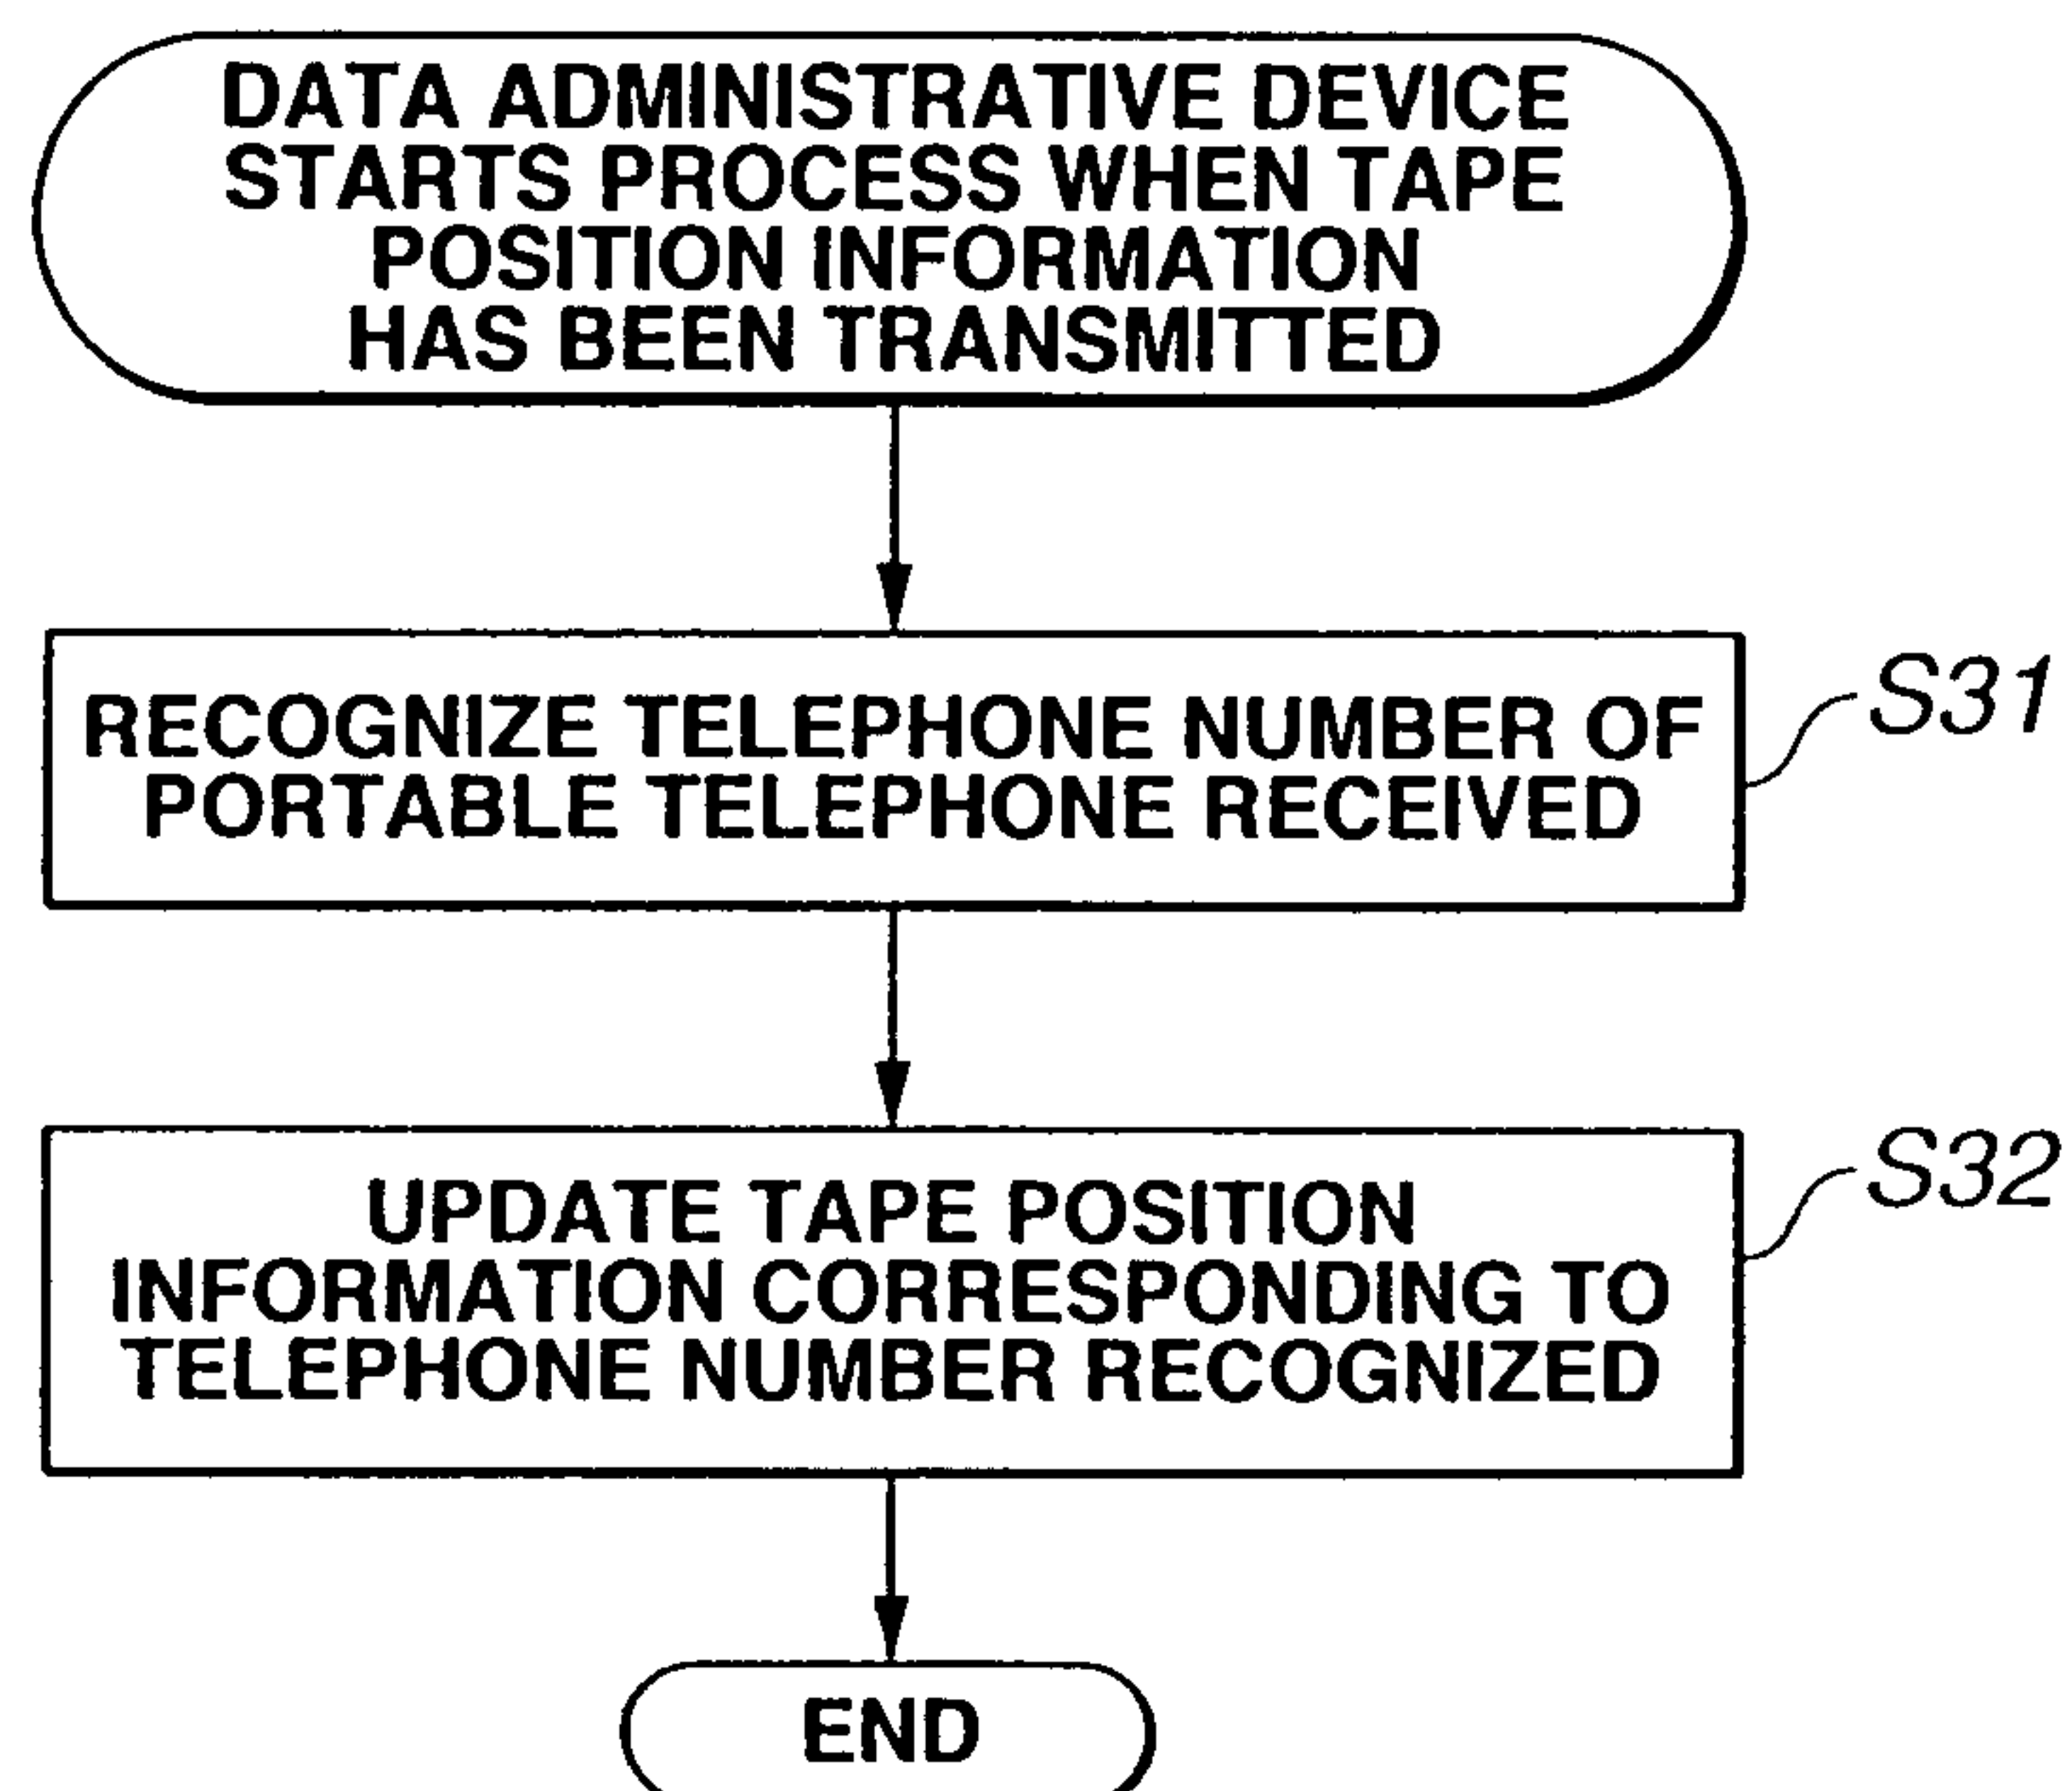 DATA ADMINISTRATIVE DEVICE
STARTS PROCESS WHEN TAPE
POSITION INFORMATION
HAS BEEN TRANSMITTED
RECOGNIZE TELEPHONE NUMBER OF
PORTABLE TELEPHONE RECEIVED
S31
UPDATE TAPE POSITION
INFORMATION CORRESPONDING TO
TELEPHONE NUMBER RECOGNIZED
S32
END